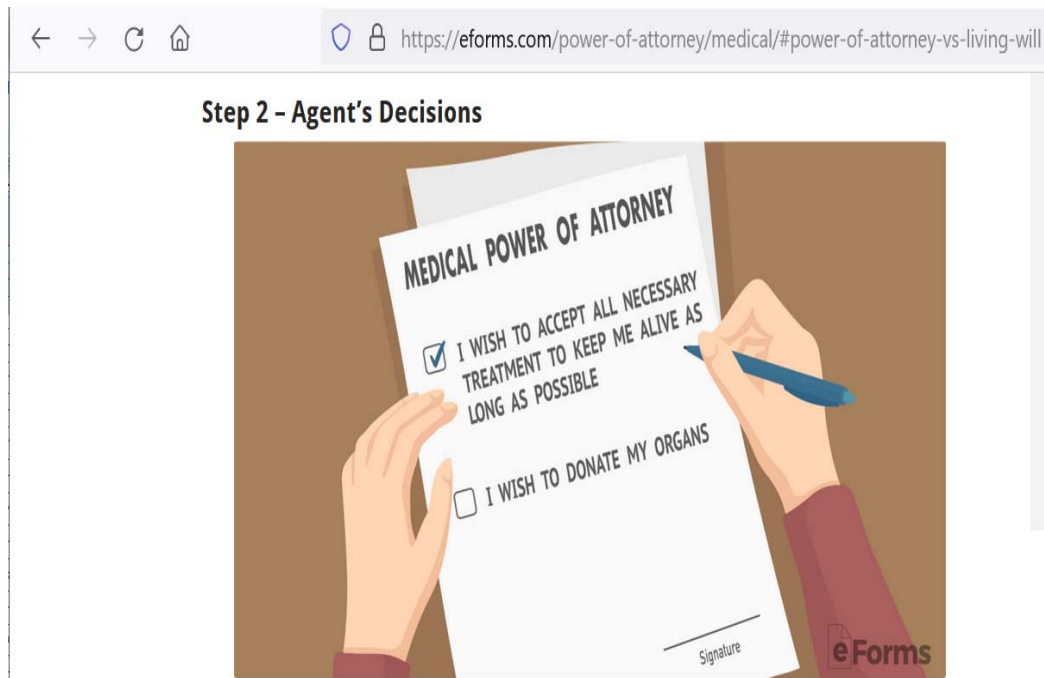 https://eforms.com/power-of-attorney/medical/#power-of-attorney-vs-living-will
Step 2 – Agent's Decisions
MEDICAL POWER OF ATTORNEY
I WISH TO ACCEPT ALL NECESSARY
TREATMENT TO KEEP ME ALIVE AS
LONG AS POSSIBLE
I WISH TO DONATE MY ORGANS
Signature
eForms